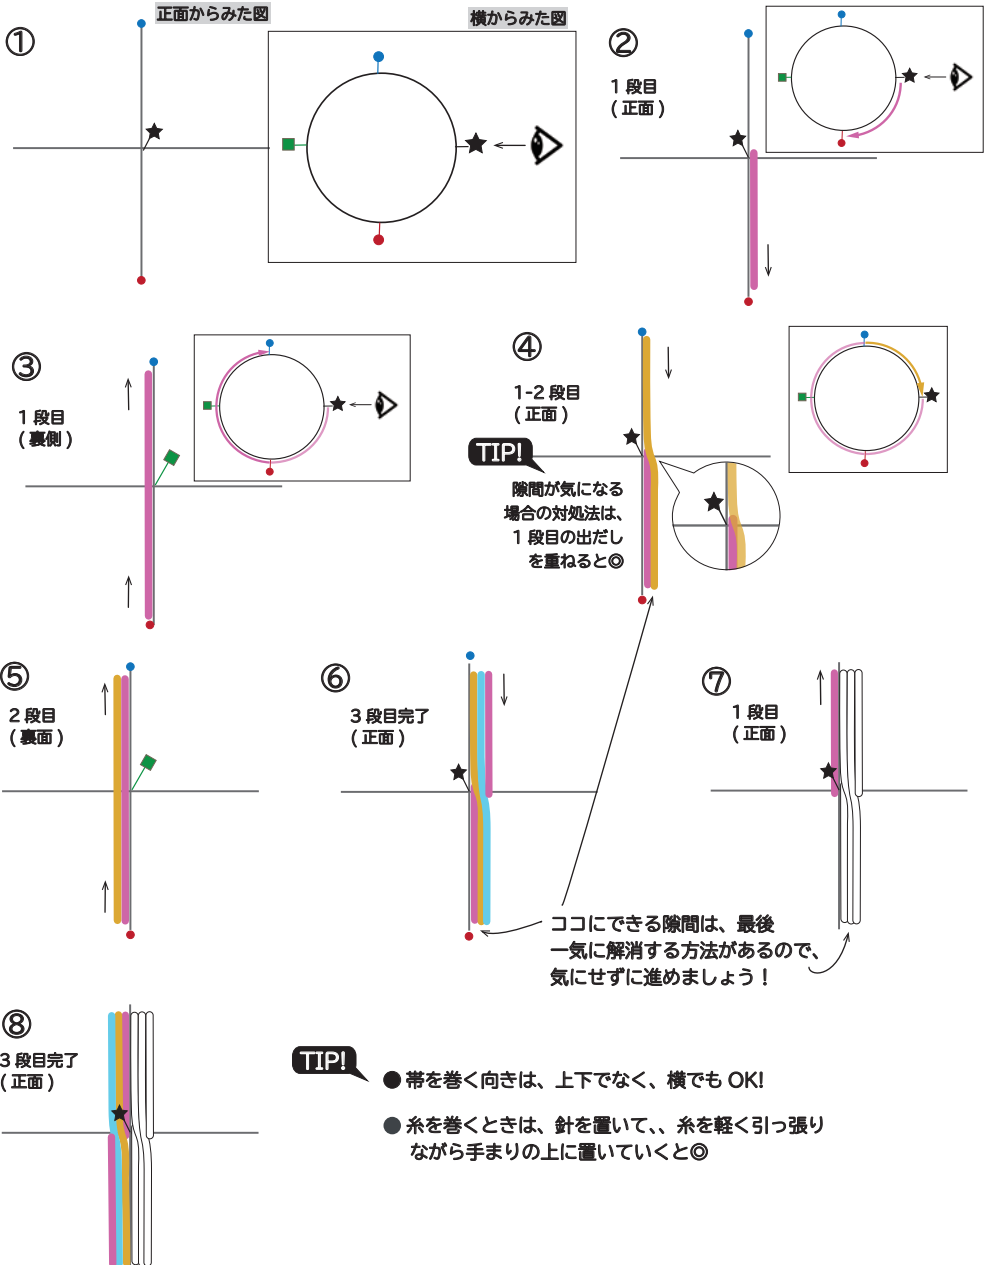 正面からみた図
横からみた図
①
②
1 段目
( 正面 )
③
1 段目
( 裏側 )
④
1-2 段目
( 正面 )
TIP!
隙間が気になる
場合の対処法は、
1 段目の出だし
を重ねると◎
⑤
2 段目
( 裏面 )
⑥
3 段目完了
( 正面 )
⑦
1 段目
( 正面 )
ココにできる隙間は、最後
一気に解消する方法があるので、
気にせずに進めましょう！
⑧
3 段目完了
( 正面 )
TIP!
●帯を巻く向きは、上下でなく、横でも OK!
●糸を巻くときは、針を置いて、、糸を軽く引っ張り
ながら手まりの上に置いていくと◎